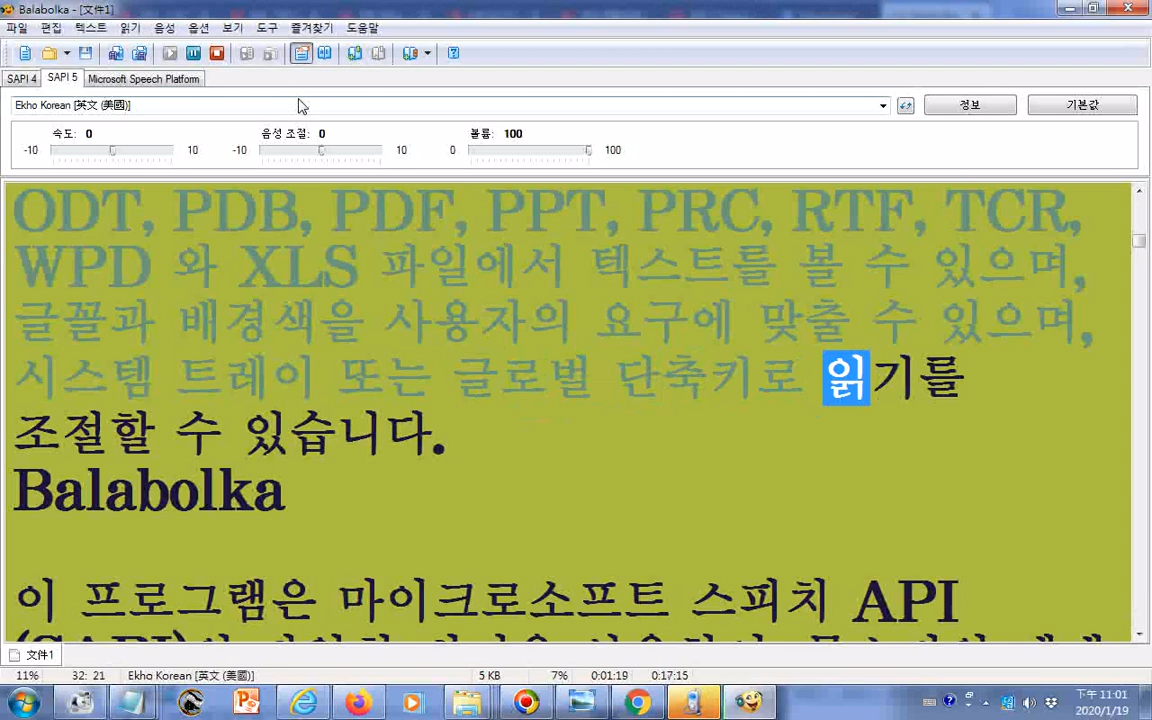 Balabolka - [文件1]
파일 편집 텍스트 읽기 음성 옵션 보기 도구 즐겨찾기 도움말
SAPI 4 SAPI 5 Microsoft Speech Platform
Ekho Korean [英文 (美國)] 정보 기본값
속도: 0 음성 조절: 0 볼륨: 100
-10 10 -10 10 0 100
ODT, PDB, PDF, PPT, PRC, RTF, TCR,
WPD 와 XLS 파일에서 텍스트를 볼 수 있으며,
글꼴과 배경색을 사용자의 요구에 맞출 수 있으며,
시스템 트레이 또는 글로벌 단축키로 읽기를
조절할 수 있습니다.
Balabolka
이 프로그램은 마이크로소프트 스피치 API
文件1
11% 32: 21 Ekho Korean [英文 (美國)] 5 KB 7% 0:01:19 0:17:15
下午 11:01
2020/1/19